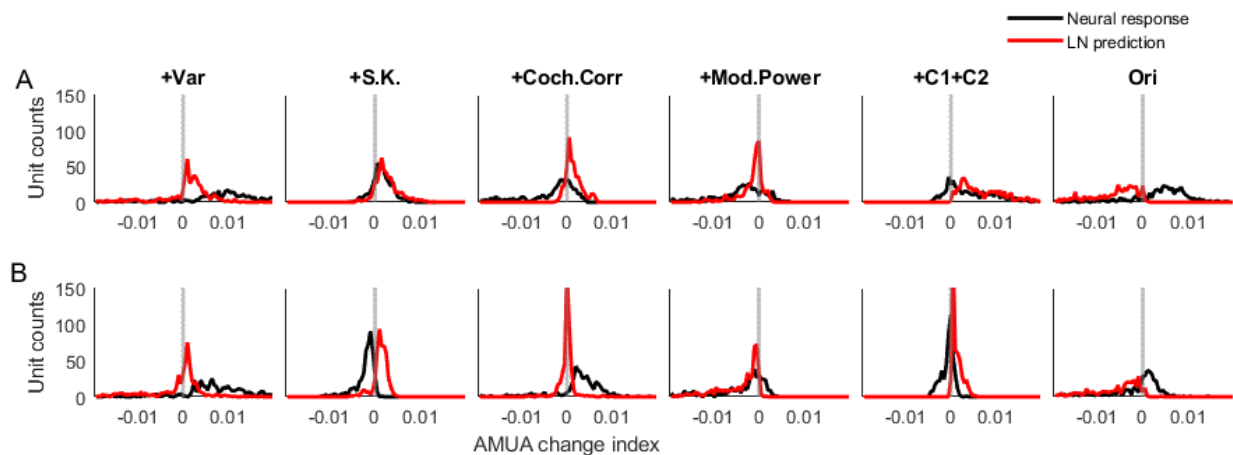 Neural response
LN prediction
A
+Var
+S.K.
+Coch.Corr
+Mod.Power
+C1+C2
Ori
Unit counts
150
100
50
0
-0.01 0 0.01
-0.01 0 0.01
-0.01 0 0.01
-0.01 0 0.01
-0.01 0 0.01
-0.01 0 0.01
B
Unit counts
150
100
50
0
-0.01 0 0.01
-0.01 0 0.01
-0.01 0 0.01
-0.01 0 0.01
-0.01 0 0.01
-0.01 0 0.01
AMUA change index